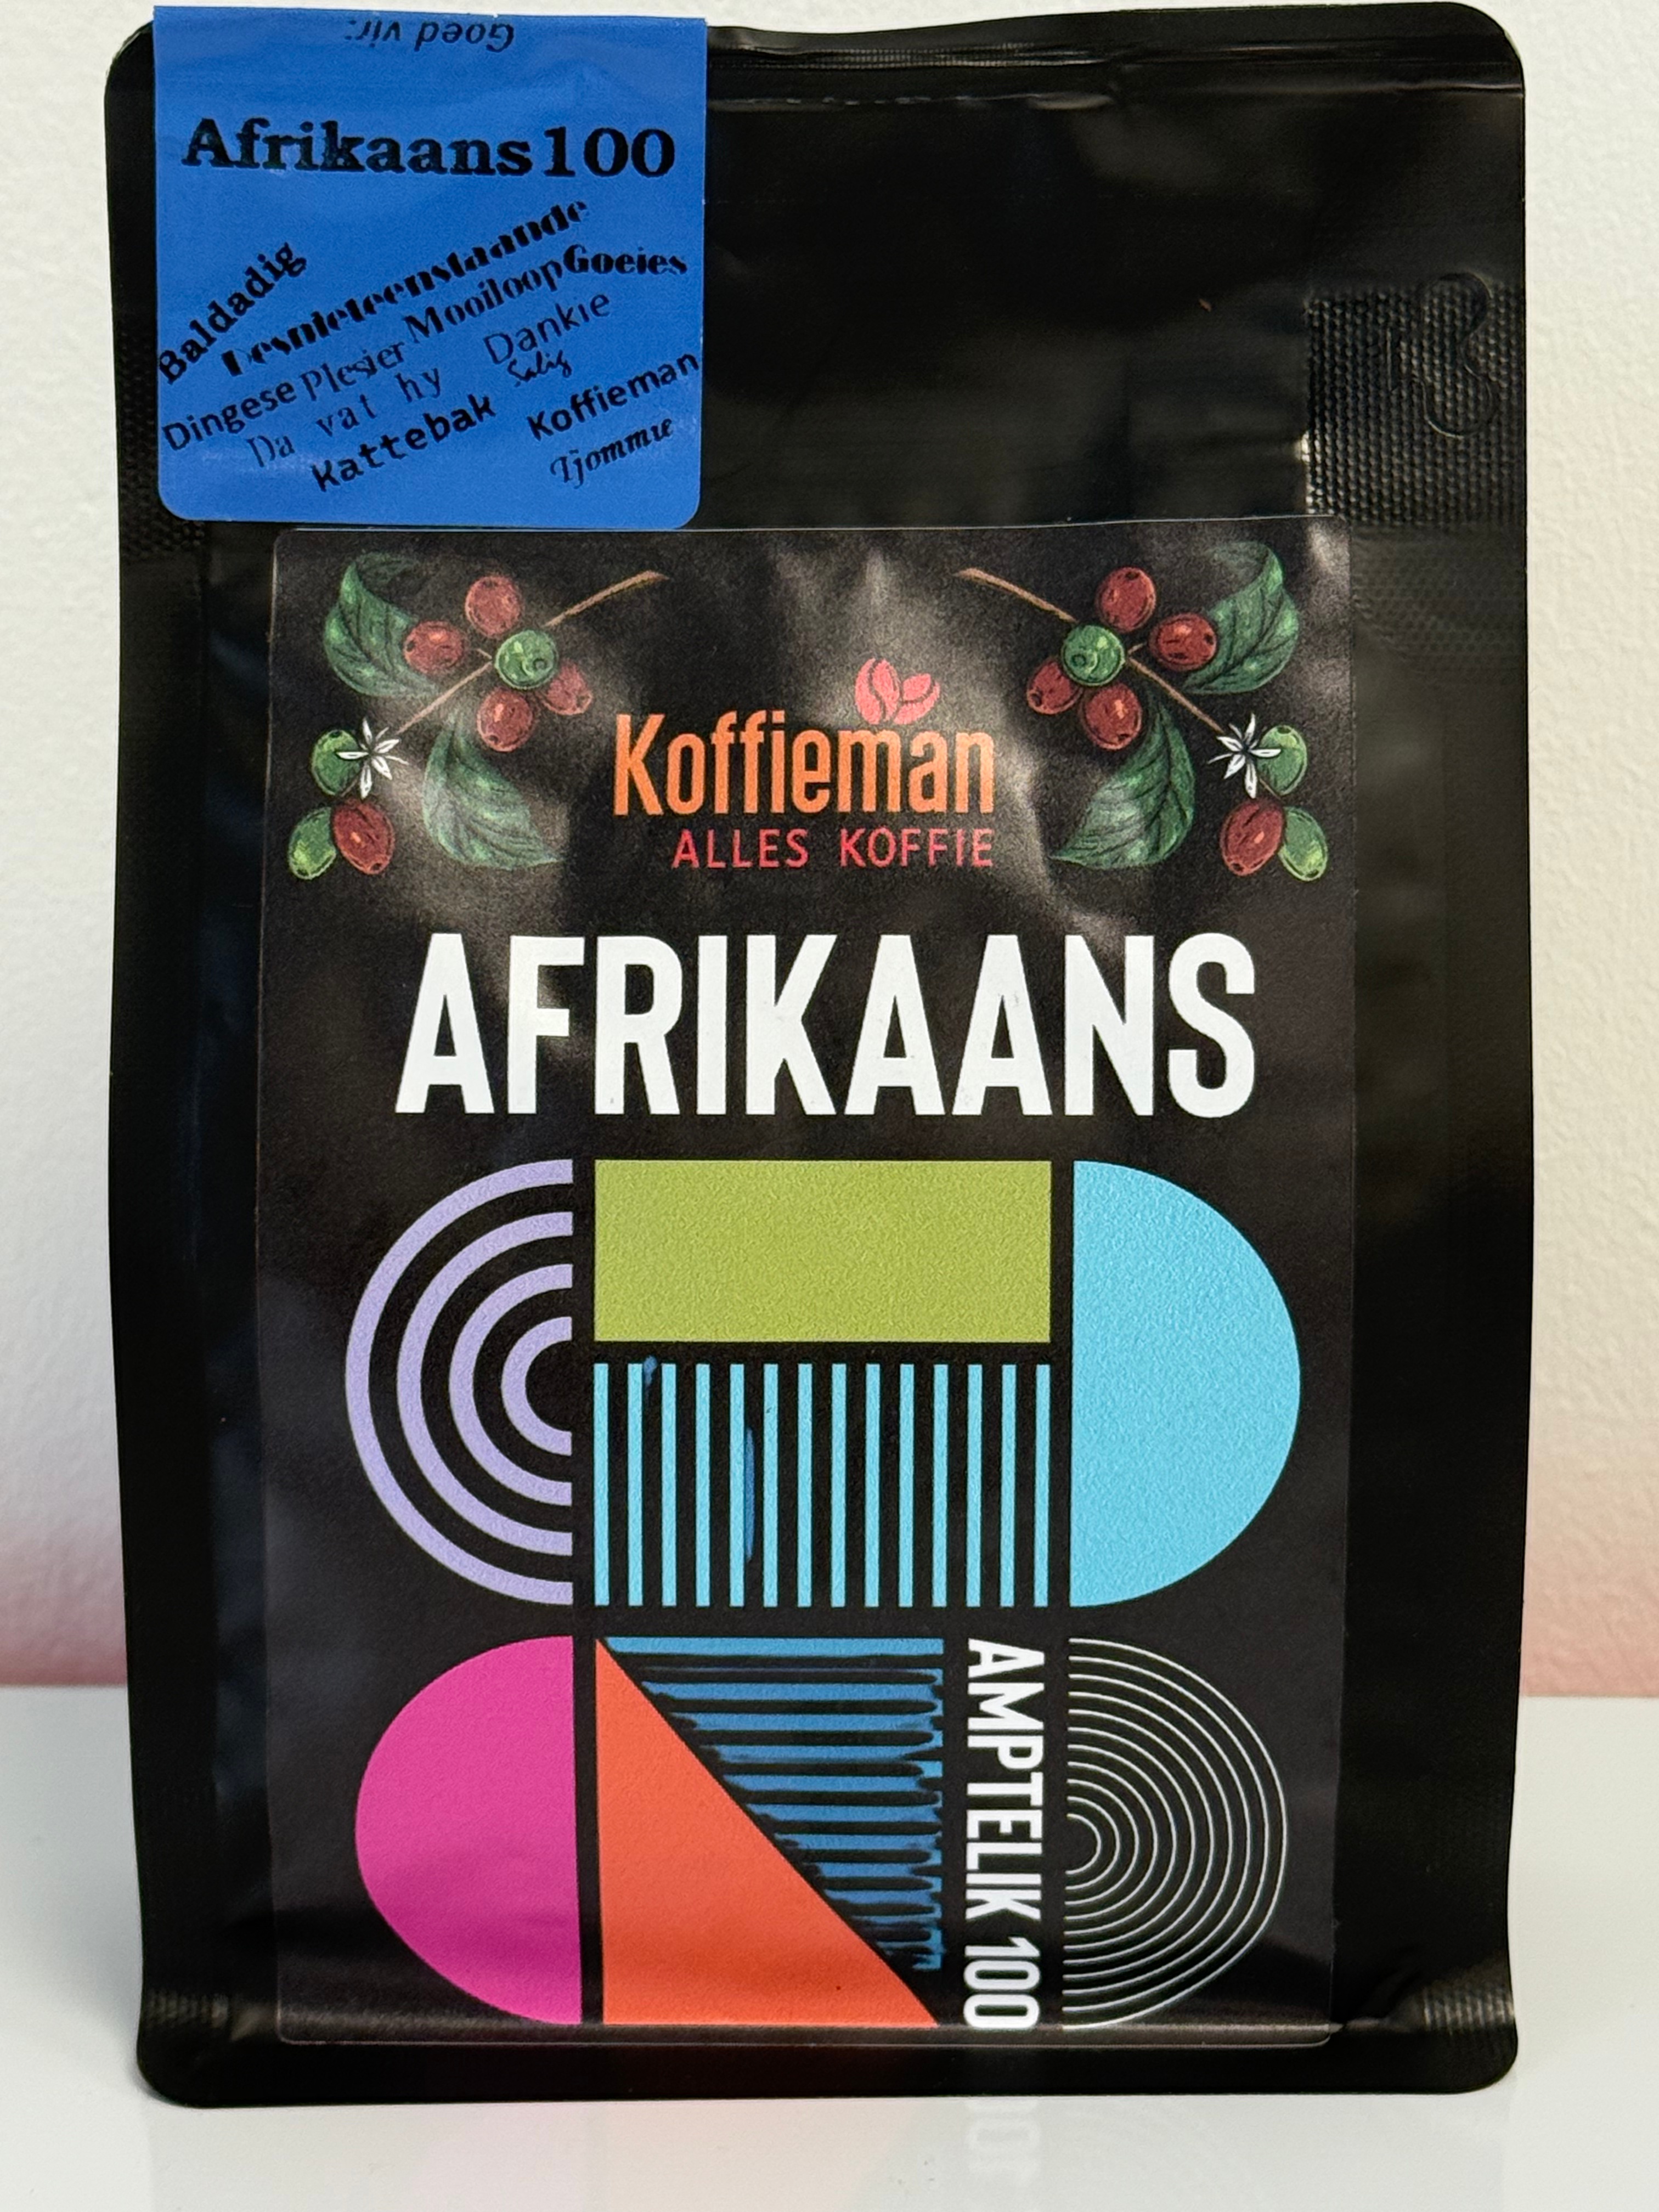 Goed vir:
Afrikaans100
Baldadig
Desnieteenstaande
Dingese Plesier Mooiloop Goeies
Da vat hy Dankie
Salig
Kattebak Koffieman
Tjommie
Koffieman
ALLES KOFFIE
AFRIKAANS
AMPTELIK 100